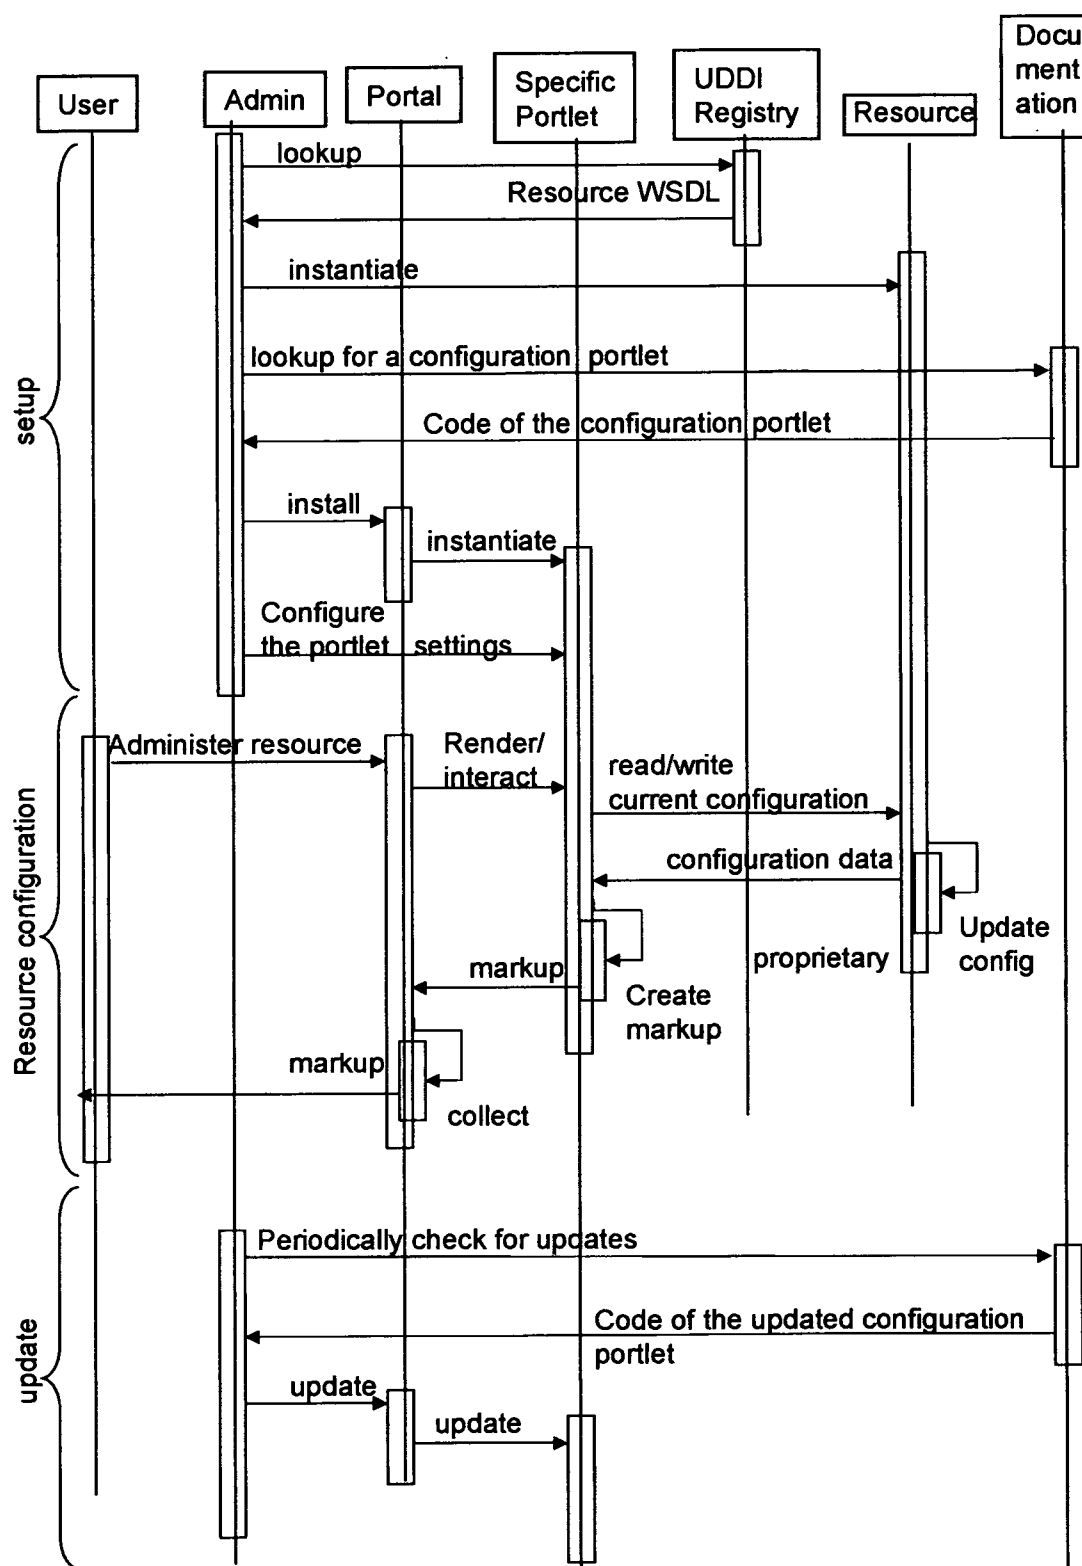 User
Admin
Portal
Specific
Portlet
UDDI
Registry
Resource
Docu
ment
ation
setup
lookup
Resource WSDL
instantiate
lookup for a configuration portlet
Code of the configuration portlet
install
instantiate
Configure
the portlet settings
Resource configuration
Administer resource
Render/
interact
read/write
current configuration
configuration data
Update
config
proprietary
markup
Create
markup
markup
collect
update
Periodically check for updates
Code of the updated configuration
portlet
update
update